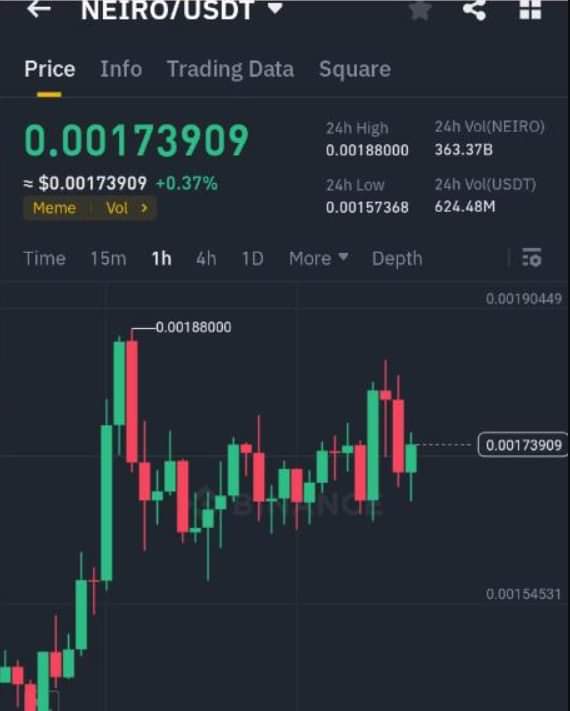 NEIRO/USDT
Price Info Trading Data Square
0.00173909
24h High
0.00188000
24h Vol(NEIRO)
363.37B
≈ $0.00173909 +0.37%
24h Low
0.00157368
24h Vol(USDT)
624.48M
Meme Vol >
Time 15m 1h 4h 1D More Depth
0.00190449
0.00188000
0.00173909
BINANCE
0.00154531